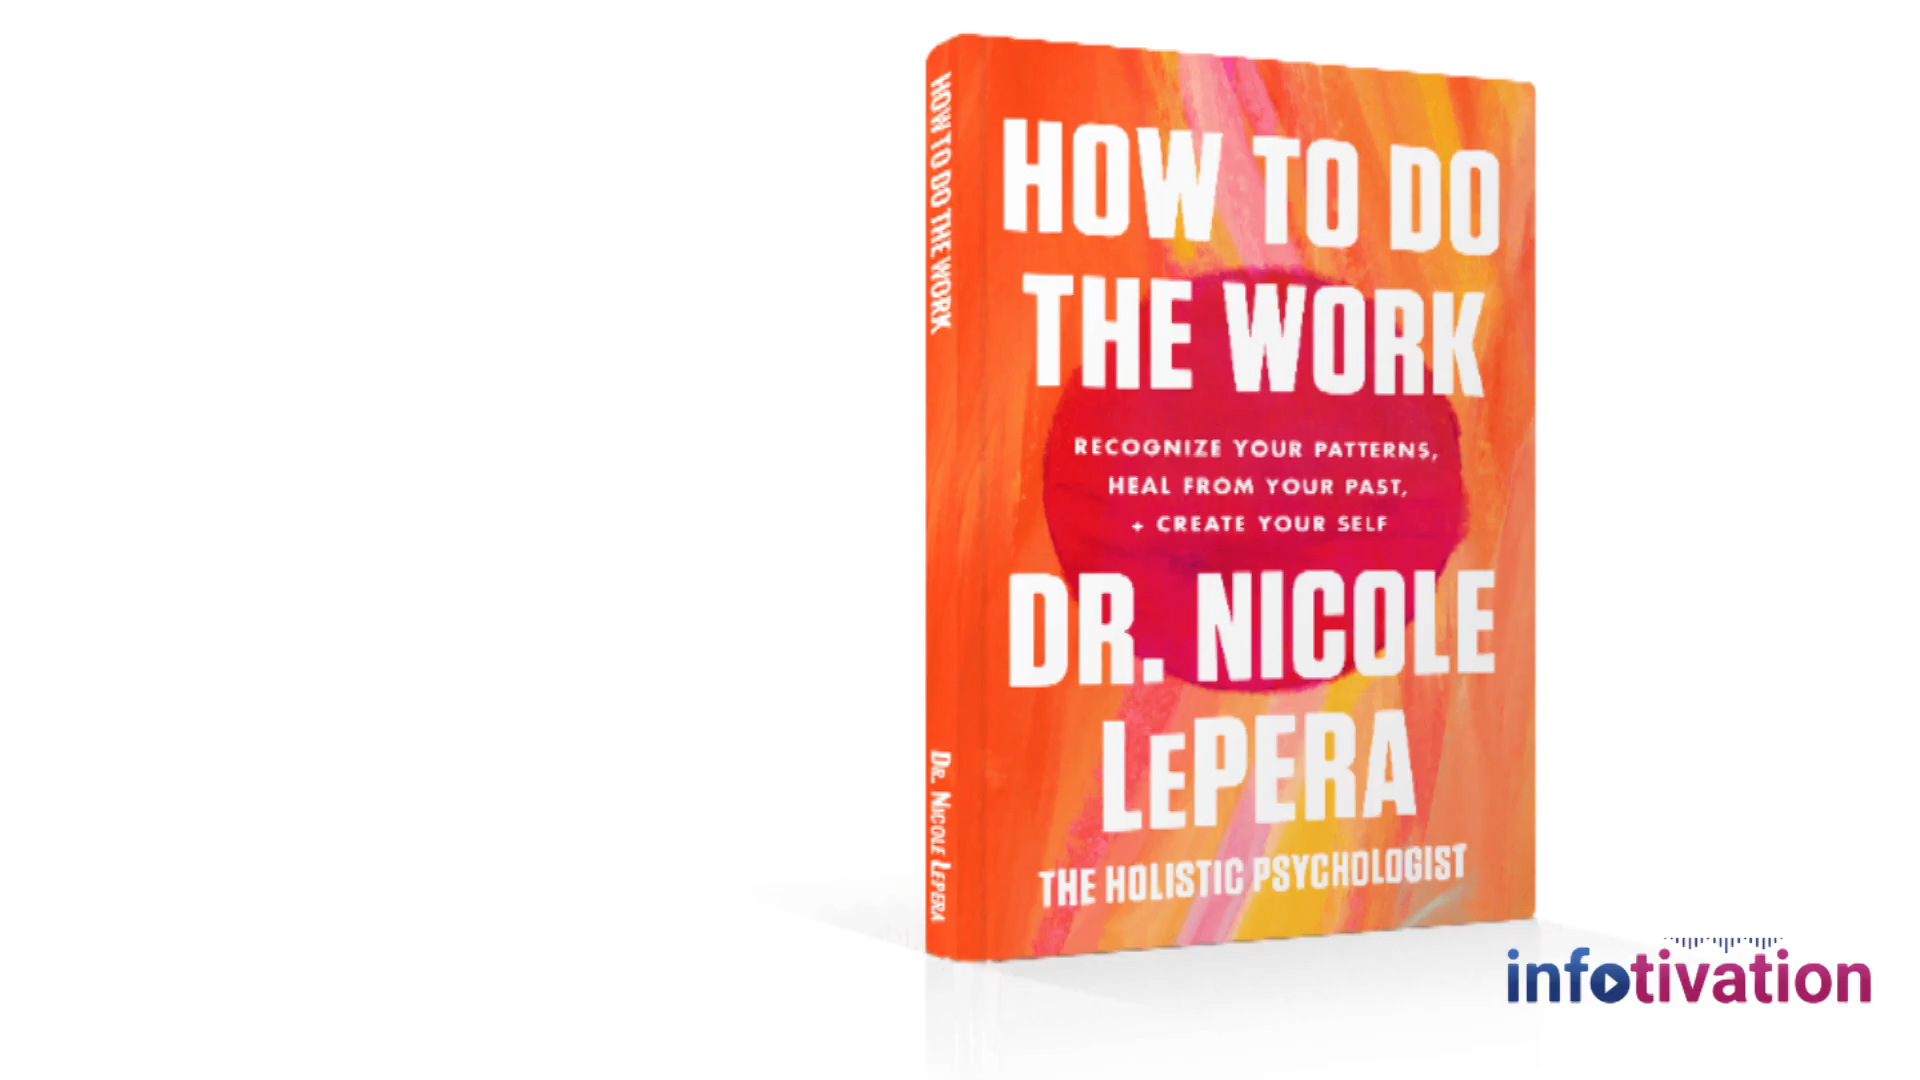 HOW TO DO THE WORK
DR. NICOLE LEPERA
HOW TO DO
THE WORK
RECOGNIZE YOUR PATTERNS,
HEAL FROM YOUR PAST,
+ CREATE YOUR SELF
DR. NICOLE
LEPERA
THE HOLISTIC PSYCHOLOGIST
infotivation